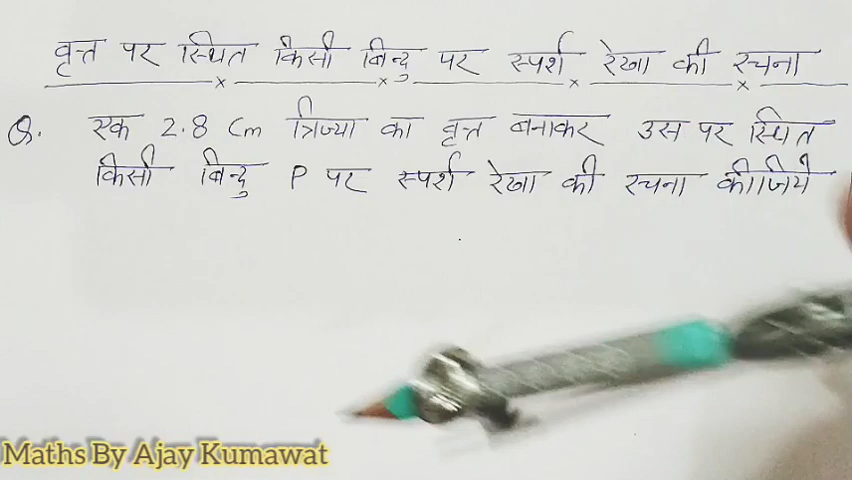 वृत्त पर स्थित किसी बिन्दु पर स्पर्श रेखा की रचना
Q. एक 2.8 Cm त्रिज्या का वृत्त बनाकर उस पर स्थित
किसी बिन्दु P पर स्पर्श रेखा की रचना कीजिये
Maths By Ajay Kumawat